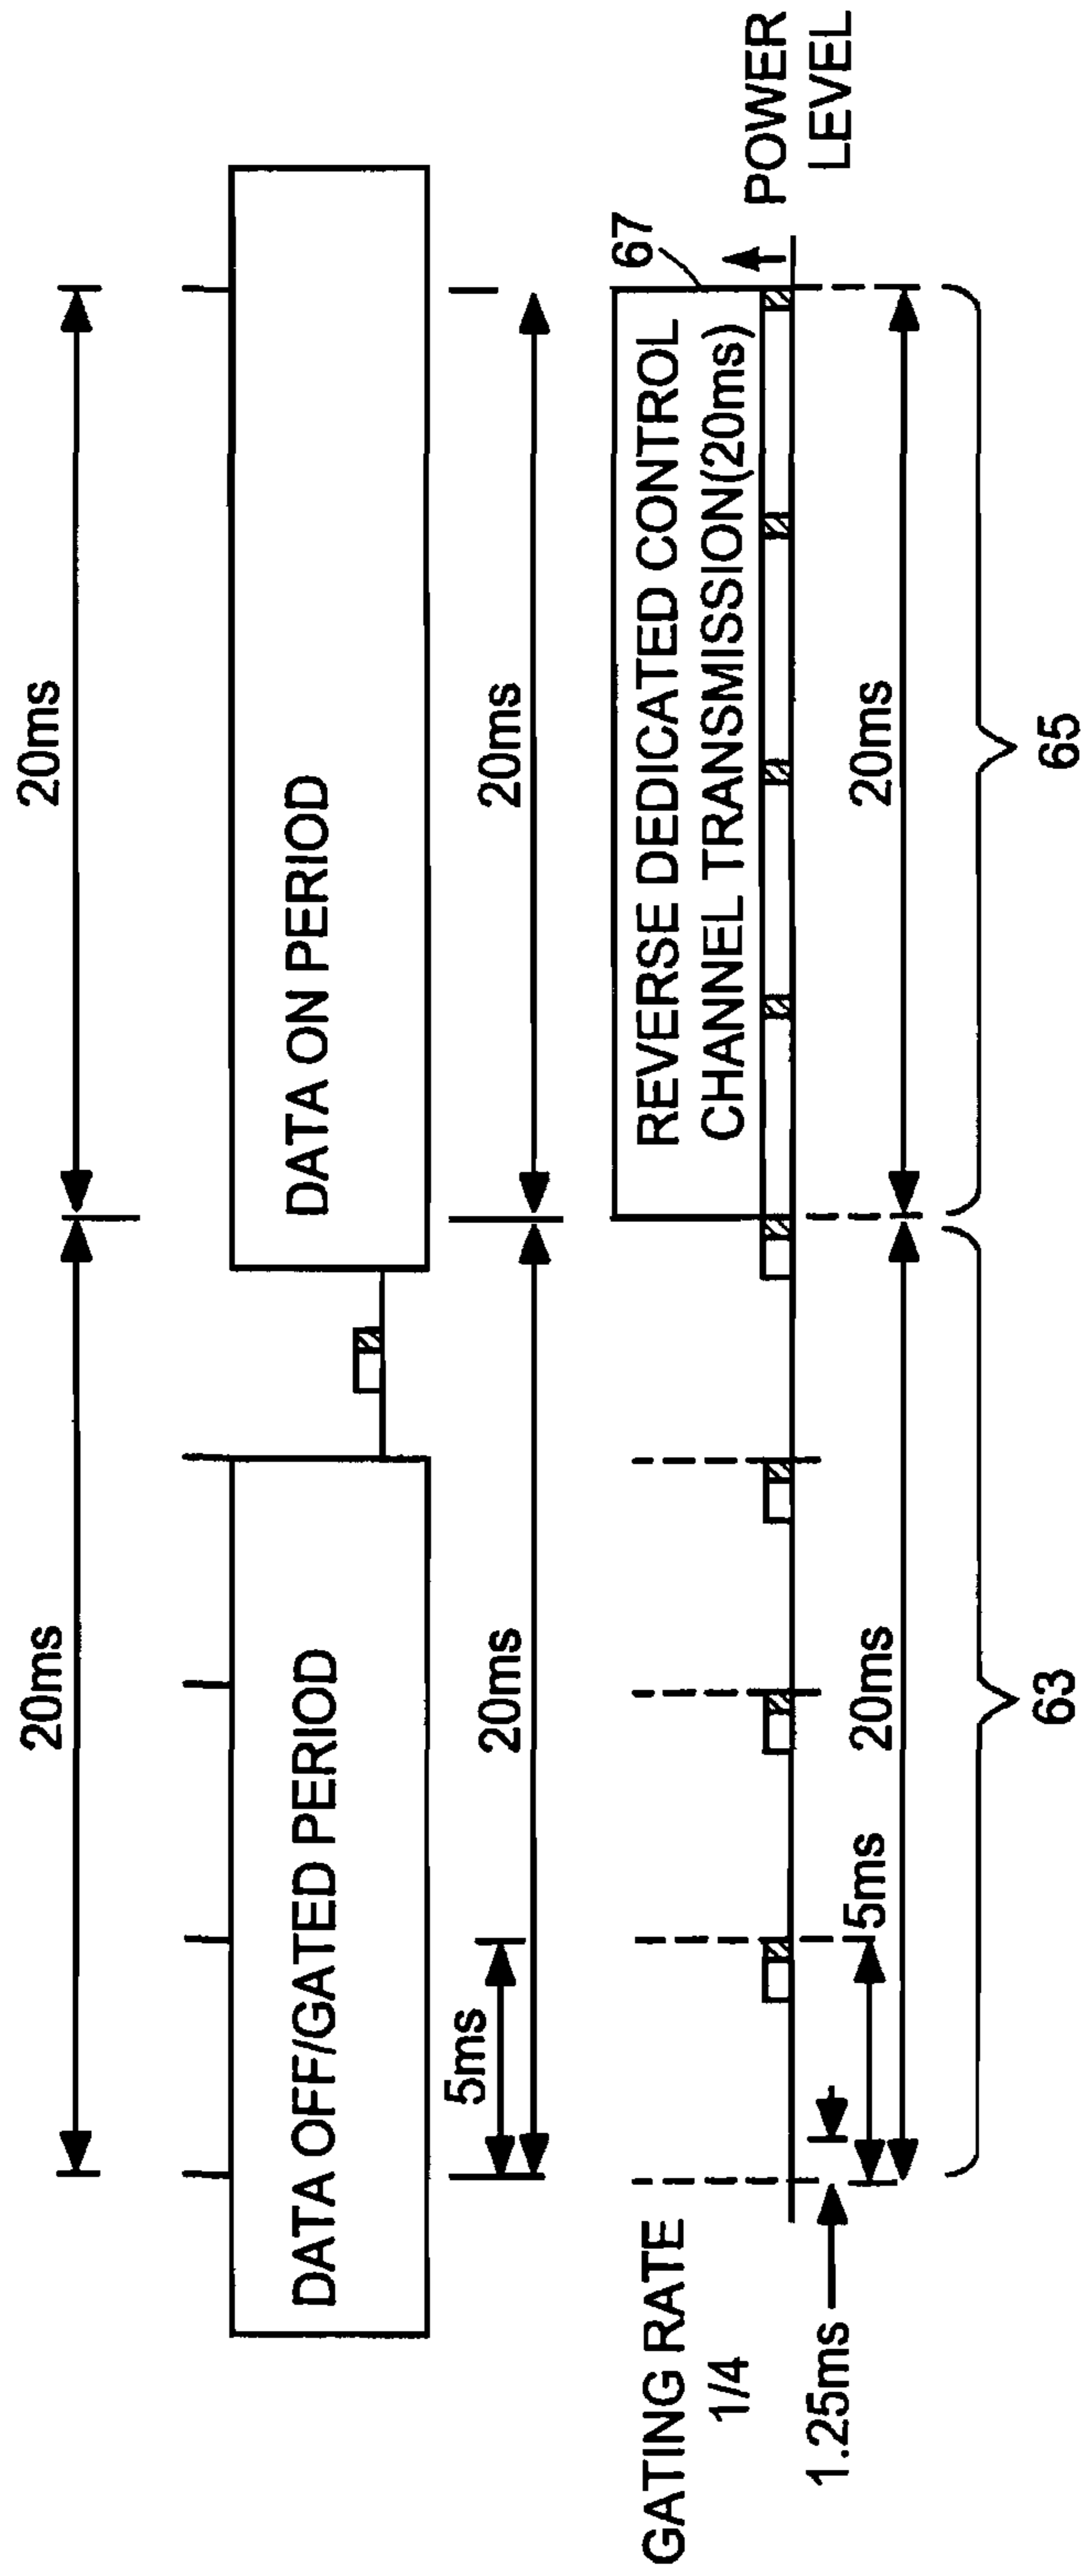 20ms
20ms
DATA OFF/GATED PERIOD
DATA ON PERIOD
5ms
20ms
20ms
GATING RATE
1/4
REVERSE DEDICATED CONTROL
CHANNEL TRANSMISSION(20ms)
67
POWER
LEVEL
1.25ms
5ms
20ms
20ms
63
65